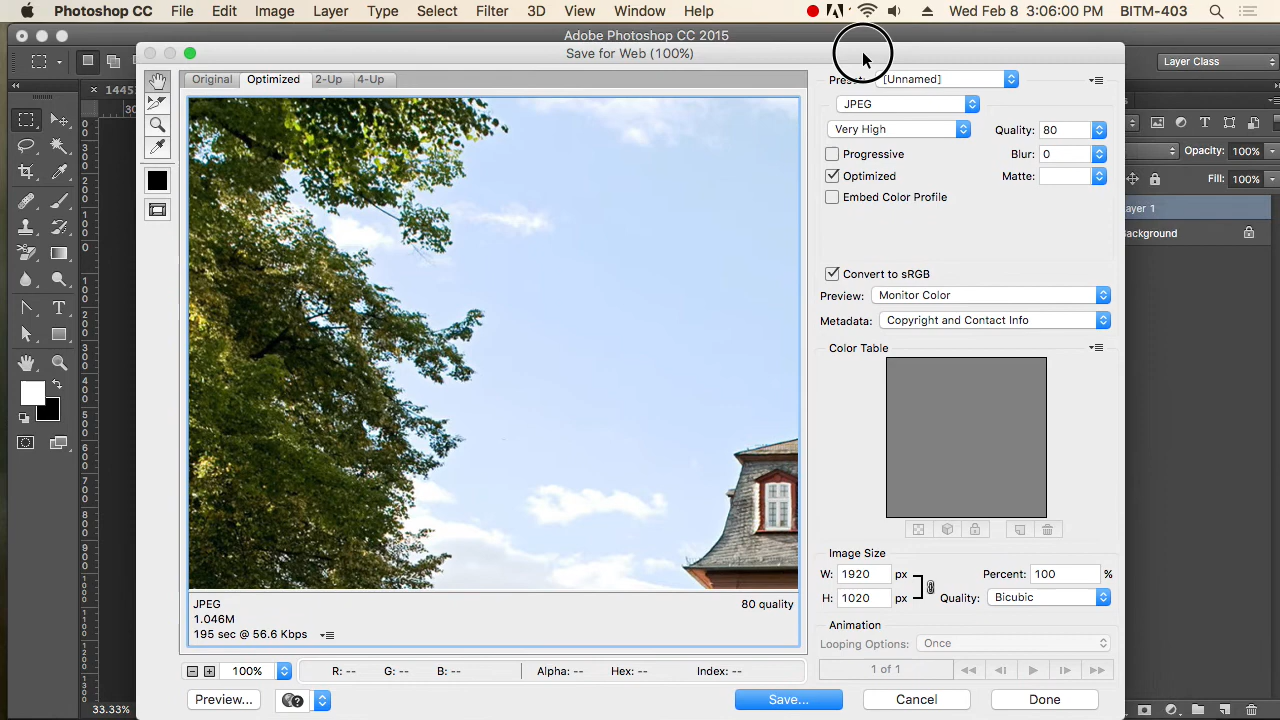 Photoshop CC File Edit Image Layer Type Select Filter 3D View Window Help Wed Feb 8 3:06:00 PM BITM-403
Adobe Photoshop CC 2015
Save for Web (100%)
Layer Class
Original Optimized 2-Up 4-Up
[Unnamed]
JPEG
Very High Quality: 80
Progressive Blur: 0
Optimized Matte:
Embed Color Profile
Convert to sRGB
Preview: Monitor Color
Metadata: Copyright and Contact Info
Color Table
Opacity: 100%
Fill: 100%
Background
Image Size
W: 1920 px Percent: 100 %
H: 1020 px Quality: Bicubic
Animation
Looping Options: Once
1 of 1
JPEG 80 quality
1.046M
195 sec @ 56.6 Kbps
100% R: -- G: -- B: -- Alpha: -- Hex: -- Index: --
Preview... Save... Cancel Done
33.33%